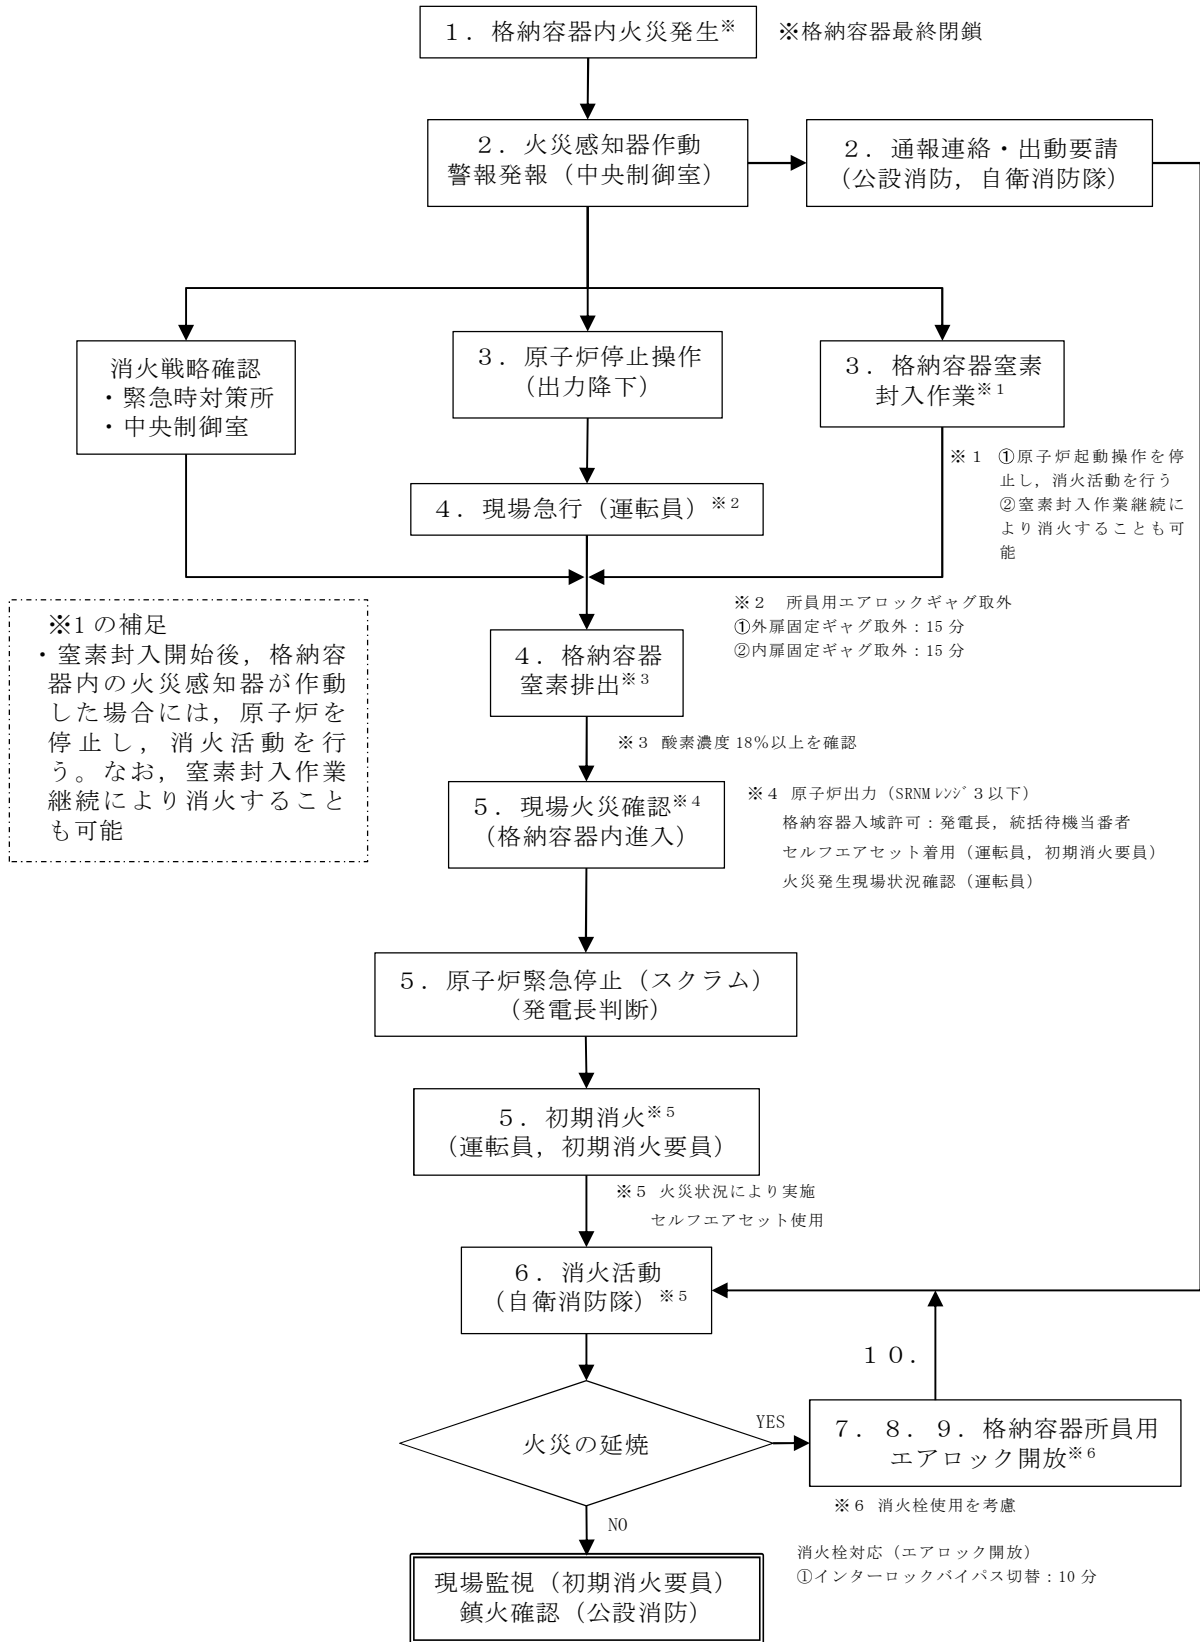 １．格納容器内火災発生※
※格納容器最終閉鎖
２．火災感知器作動
警報発報（中央制御室）
２．通報連絡・出動要請
（公設消防，自衛消防隊）
消火戦略確認
・緊急時対策所
・中央制御室
３．原子炉停止操作
（出力降下）
３．格納容器窒素
封入作業※1
※１ ①原子炉起動操作を停
止し，消火活動を行う
②窒素封入作業継続に
より消火することも可
能
４．現場急行（運転員）※２
※２ 所員用エアロックギャグ取外
①外扉固定ギャグ取外：15 分
②内扉固定ギャグ取外：15 分
※1 の補足
・窒素封入開始後，格納容
器内の火災感知器が作動
した場合には，原子炉を
停止し，消火活動を行
う。なお，窒素封入作業
継続により消火すること
も可能
４．格納容器
窒素排出※３
※３ 酸素濃度 18%以上を確認
５．現場火災確認※４
（格納容器内進入）
※４ 原子炉出力（SRNM ﾚﾝｼﾞ ３以下）
格納容器入域許可：発電長，統括待機当番者
セルフエアセット着用（運転員，初期消火要員）
火災発生現場状況確認（運転員）
５．原子炉緊急停止（スクラム）
（発電長判断）
５．初期消火※５
（運転員，初期消火要員）
※５ 火災状況により実施
セルフエアセット使用
６．消火活動
（自衛消防隊）※５
１０．
火災の延焼
YES
７．８．９．格納容器所員用
エアロック開放※６
※６ 消火栓使用を考慮
NO
消火栓対応（エアロック開放）
①インターロックバイパス切替：10 分
現場監視（初期消火要員）
鎮火確認（公設消防）